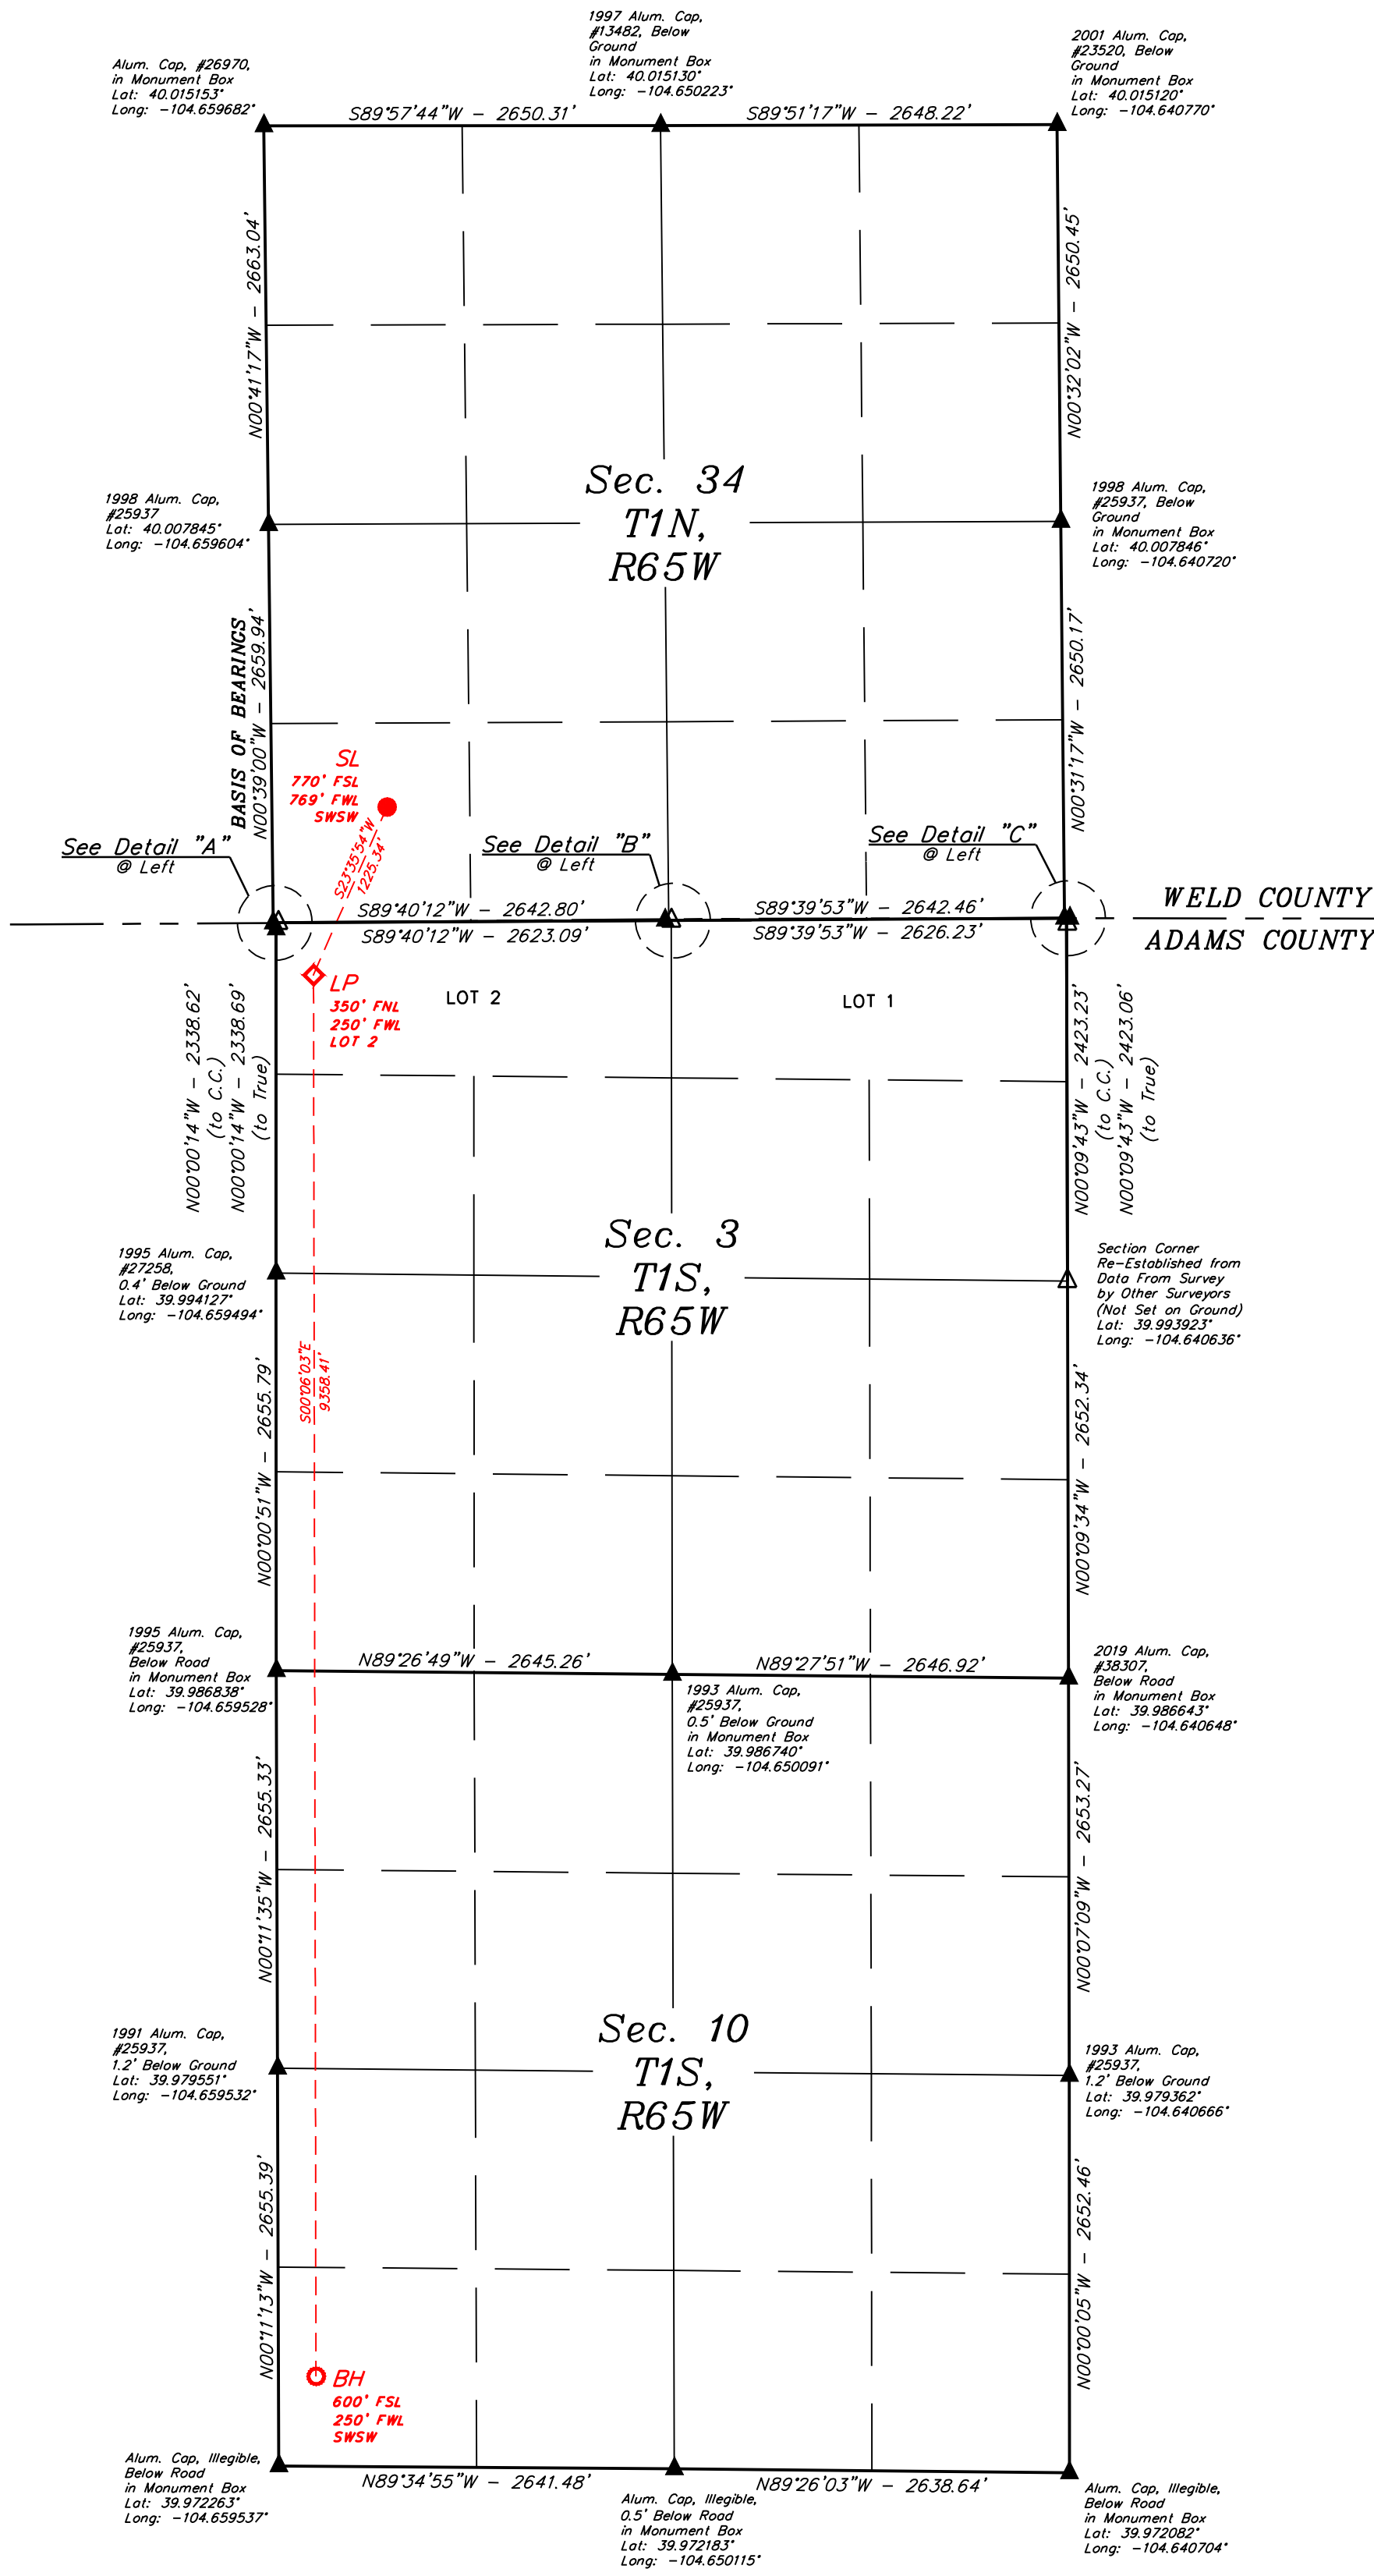 1997 Alum. Cap,
#13482, Below
Ground
in Monument Box
Lat: 40.015130°
Long: -104.650223°
2001 Alum. Cap,
#23520, Below
Ground
in Monument Box
Lat: 40.015120°
Long: -104.640770°
Alum. Cap, #26970,
in Monument Box
Lat: 40.015153°
Long: -104.659682°
S89°57'44"W - 2650.31'
S89°51'17"W - 2648.22'
N00°41'17"W - 2663.04'
N00°32'02"W - 2650.45'
Sec. 34
T1N,
R65W
1998 Alum. Cap,
#25937
Lat: 40.007845°
Long: -104.659604°
1998 Alum. Cap,
#25937, Below
Ground
in Monument Box
Lat: 40.007846°
Long: -104.640720°
BASIS OF BEARINGS
N00°39'00"W - 2659.94'
N00°31'17"W - 2650.17'
SL
770' FSL
769' FWL
SWSW
S23°35'54"W
1225.34'
See Detail "A"
@ Left
See Detail "B"
@ Left
See Detail "C"
@ Left
WELD COUNTY
ADAMS COUNTY
S89°40'12"W - 2642.80'
S89°40'12"W - 2623.09'
S89°39'53"W - 2642.46'
S89°39'53"W - 2626.23'
LP
350' FNL
250' FWL
LOT 2
LOT 2
LOT 1
N00°00'14"W - 2338.62'
(to C.C.)
N00°00'14"W - 2338.69'
(to True)
N00°09'43"W - 2423.23'
(to C.C.)
N00°09'43"W - 2423.06'
(to True)
Sec. 3
T1S,
R65W
1995 Alum. Cap,
#27258,
0.4' Below Ground
Lat: 39.994127°
Long: -104.659494°
Section Corner
Re-Established from
Data From Survey
by Other Surveyors
(Not Set on Ground)
Lat: 39.993923°
Long: -104.640636°
S00°06'03"E
9358.41'
N00°00'51"W - 2655.79'
N00°09'34"W - 2652.34'
1995 Alum. Cap,
#25937,
Below Road
in Monument Box
Lat: 39.986838°
Long: -104.659528°
N89°26'49"W - 2645.26'
N89°27'51"W - 2646.92'
1993 Alum. Cap,
#25937,
0.5' Below Ground
in Monument Box
Lat: 39.986740°
Long: -104.650091°
2019 Alum. Cap,
#38307,
Below Road
in Monument Box
Lat: 39.986643°
Long: -104.640648°
N00°11'35"W - 2655.33'
N00°07'09"W - 2653.27'
Sec. 10
T1S,
R65W
1991 Alum. Cap,
#25937,
1.2' Below Ground
Lat: 39.979551°
Long: -104.659532°
1993 Alum. Cap,
#25937,
1.2' Below Ground
Lat: 39.979362°
Long: -104.640666°
N00°11'13"W - 2655.39'
N00°00'05"W - 2652.46'
BH
600' FSL
250' FWL
SWSW
Alum. Cap, Illegible,
Below Road
in Monument Box
Lat: 39.972263°
Long: -104.659537°
N89°34'55"W - 2641.48'
N89°26'03"W - 2638.64'
Alum. Cap, Illegible,
0.5' Below Road
in Monument Box
Lat: 39.972183°
Long: -104.650115°
Alum. Cap, Illegible,
Below Road
in Monument Box
Lat: 39.972082°
Long: -104.640704°